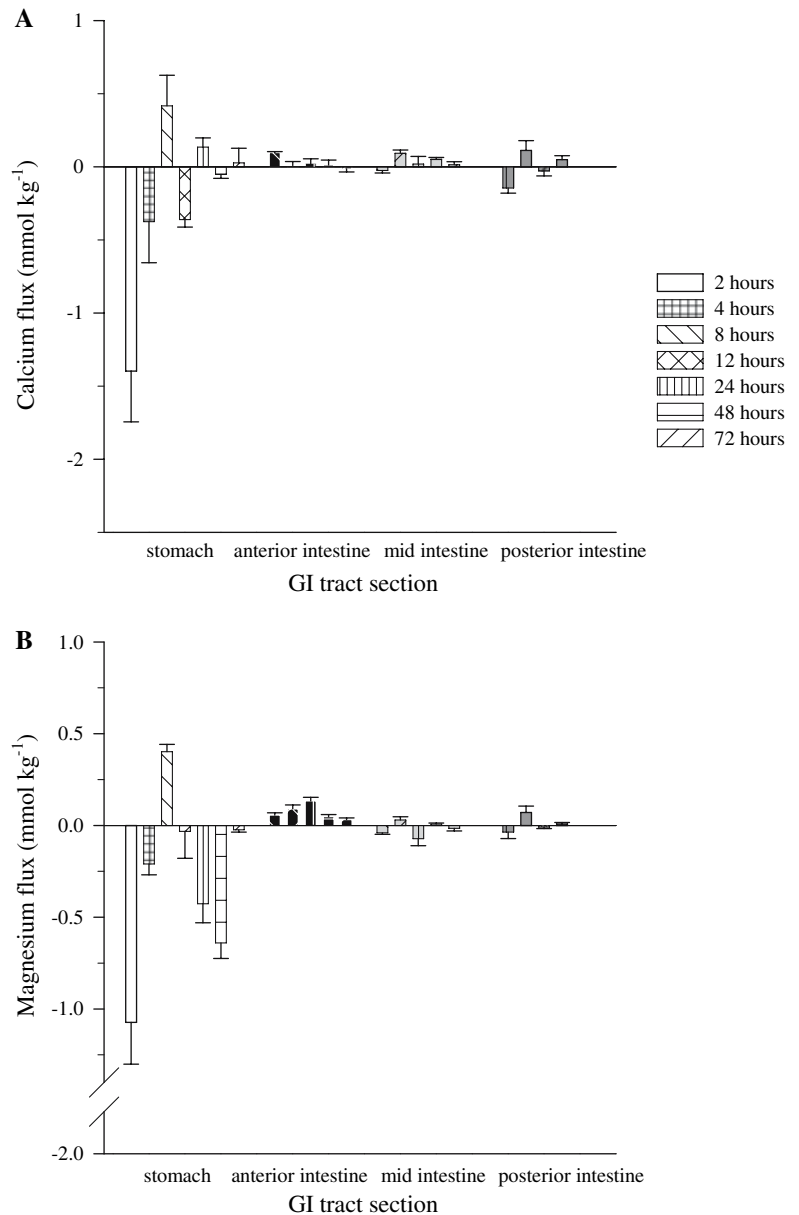 A
1
0
-1
-2
Calcium flux (mmol kg-1)
stomach anterior intestine mid intestine posterior intestine
GI tract section
2 hours
4 hours
8 hours
12 hours
24 hours
48 hours
72 hours
B
1.0
0.5
0.0
-0.5
-1.0
-2.0
Magnesium flux (mmol kg-1)
stomach anterior intestine mid intestine posterior intestine
GI tract section